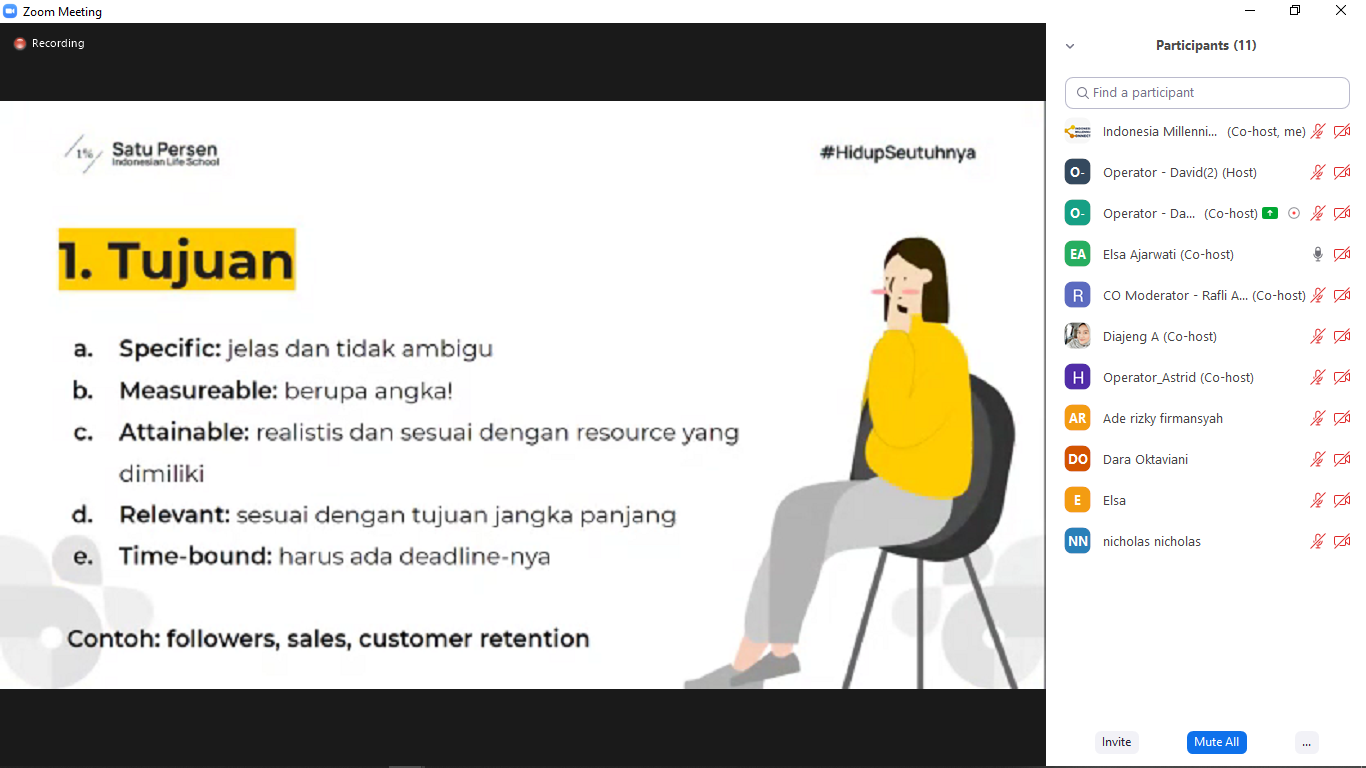 Zoom Meeting
Recording
1%
Satu Persen
Indonesian Life School
#HidupSeutuhnya
1. Tujuan
a. Specific: jelas dan tidak ambigu
b. Measureable: berupa angka!
c. Attainable: realistis dan sesuai dengan resource yang
dimiliki
d. Relevant: sesuai dengan tujuan jangka panjang
e. Time-bound: harus ada deadline-nya
Contoh: followers, sales, customer retention
Participants (11)
Find a participant
Indonesia Millenni... (Co-host, me)
O- Operator - David(2) (Host)
O- Operator - Da... (Co-host)
EA Elsa Ajarwati (Co-host)
R CO Moderator - Rafli A... (Co-host)
Diajeng A (Co-host)
H Operator_Astrid (Co-host)
AR Ade rizky firmansyah
DO Dara Oktaviani
E Elsa
NN nicholas nicholas
Invite Mute All ...